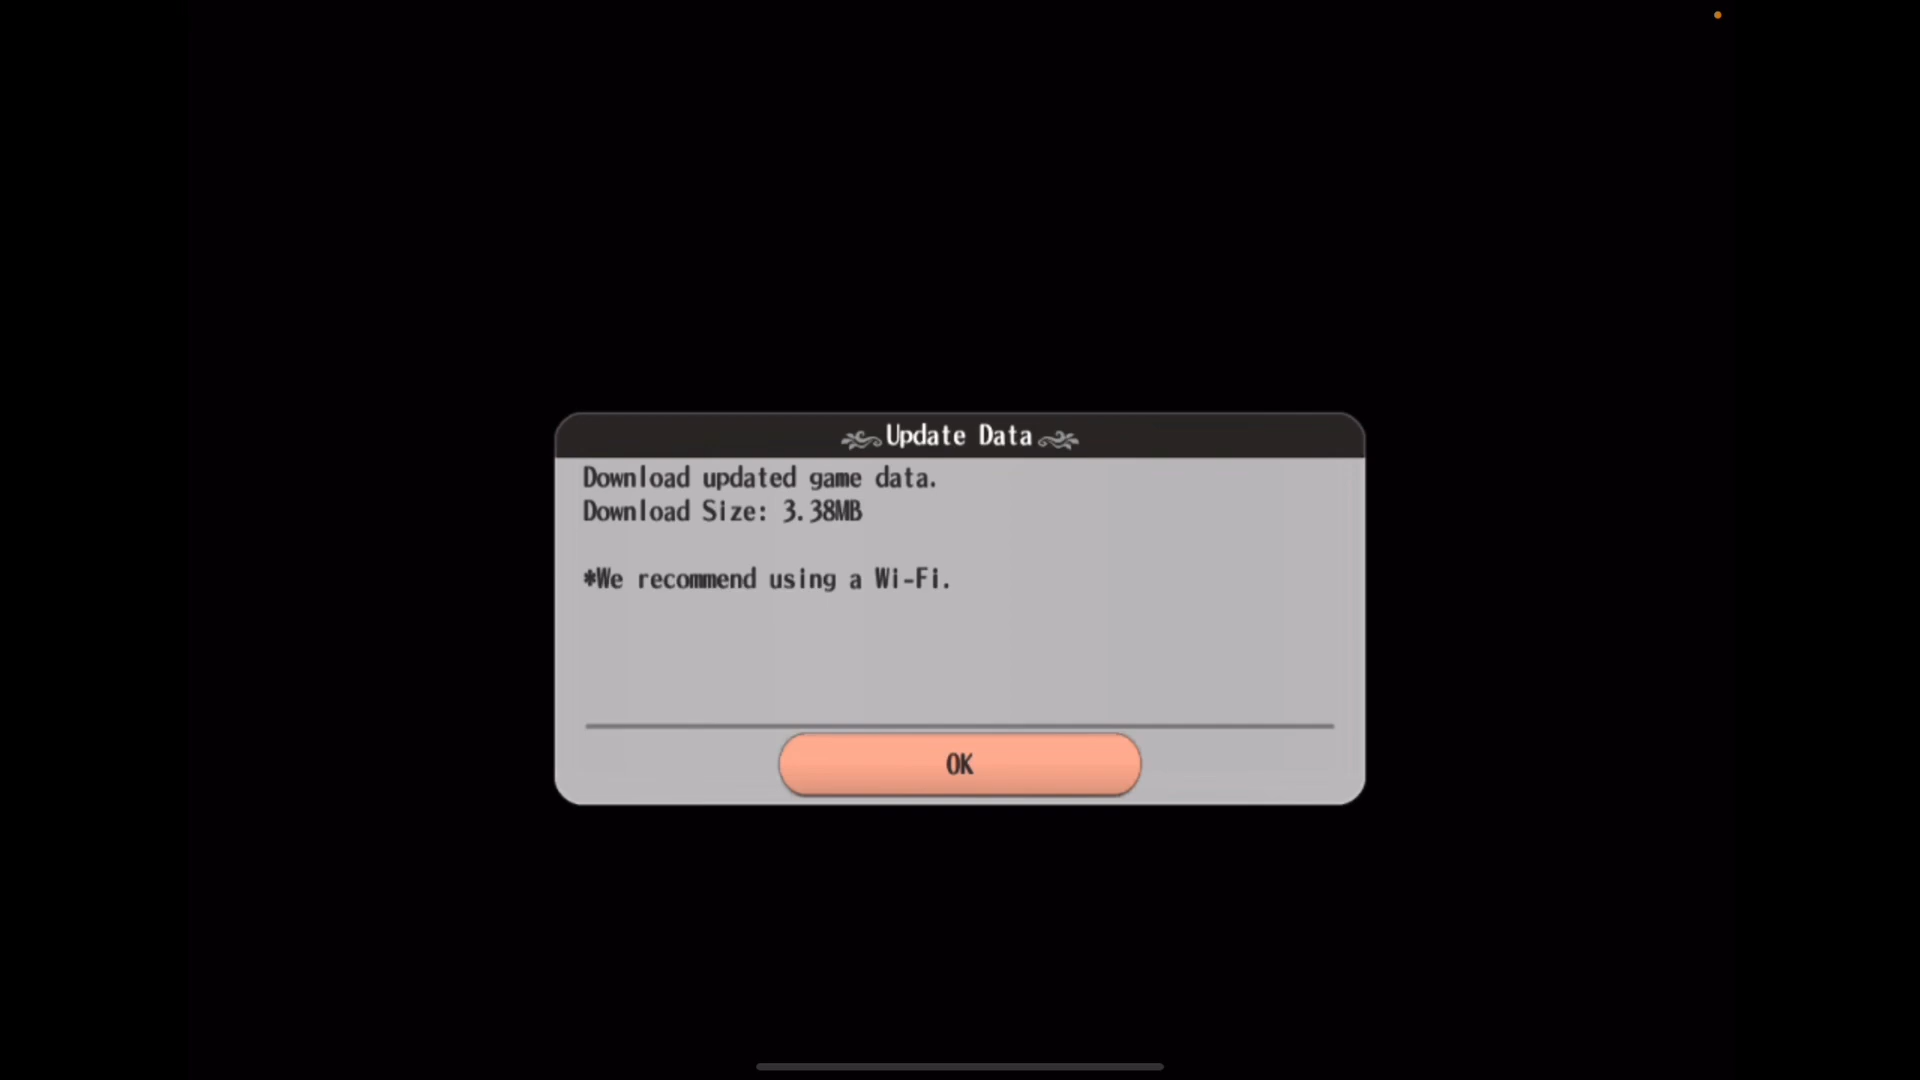 Update Data
Download updated game data.
Download Size: 3.38MB
*We recommend using a Wi-Fi.
OK